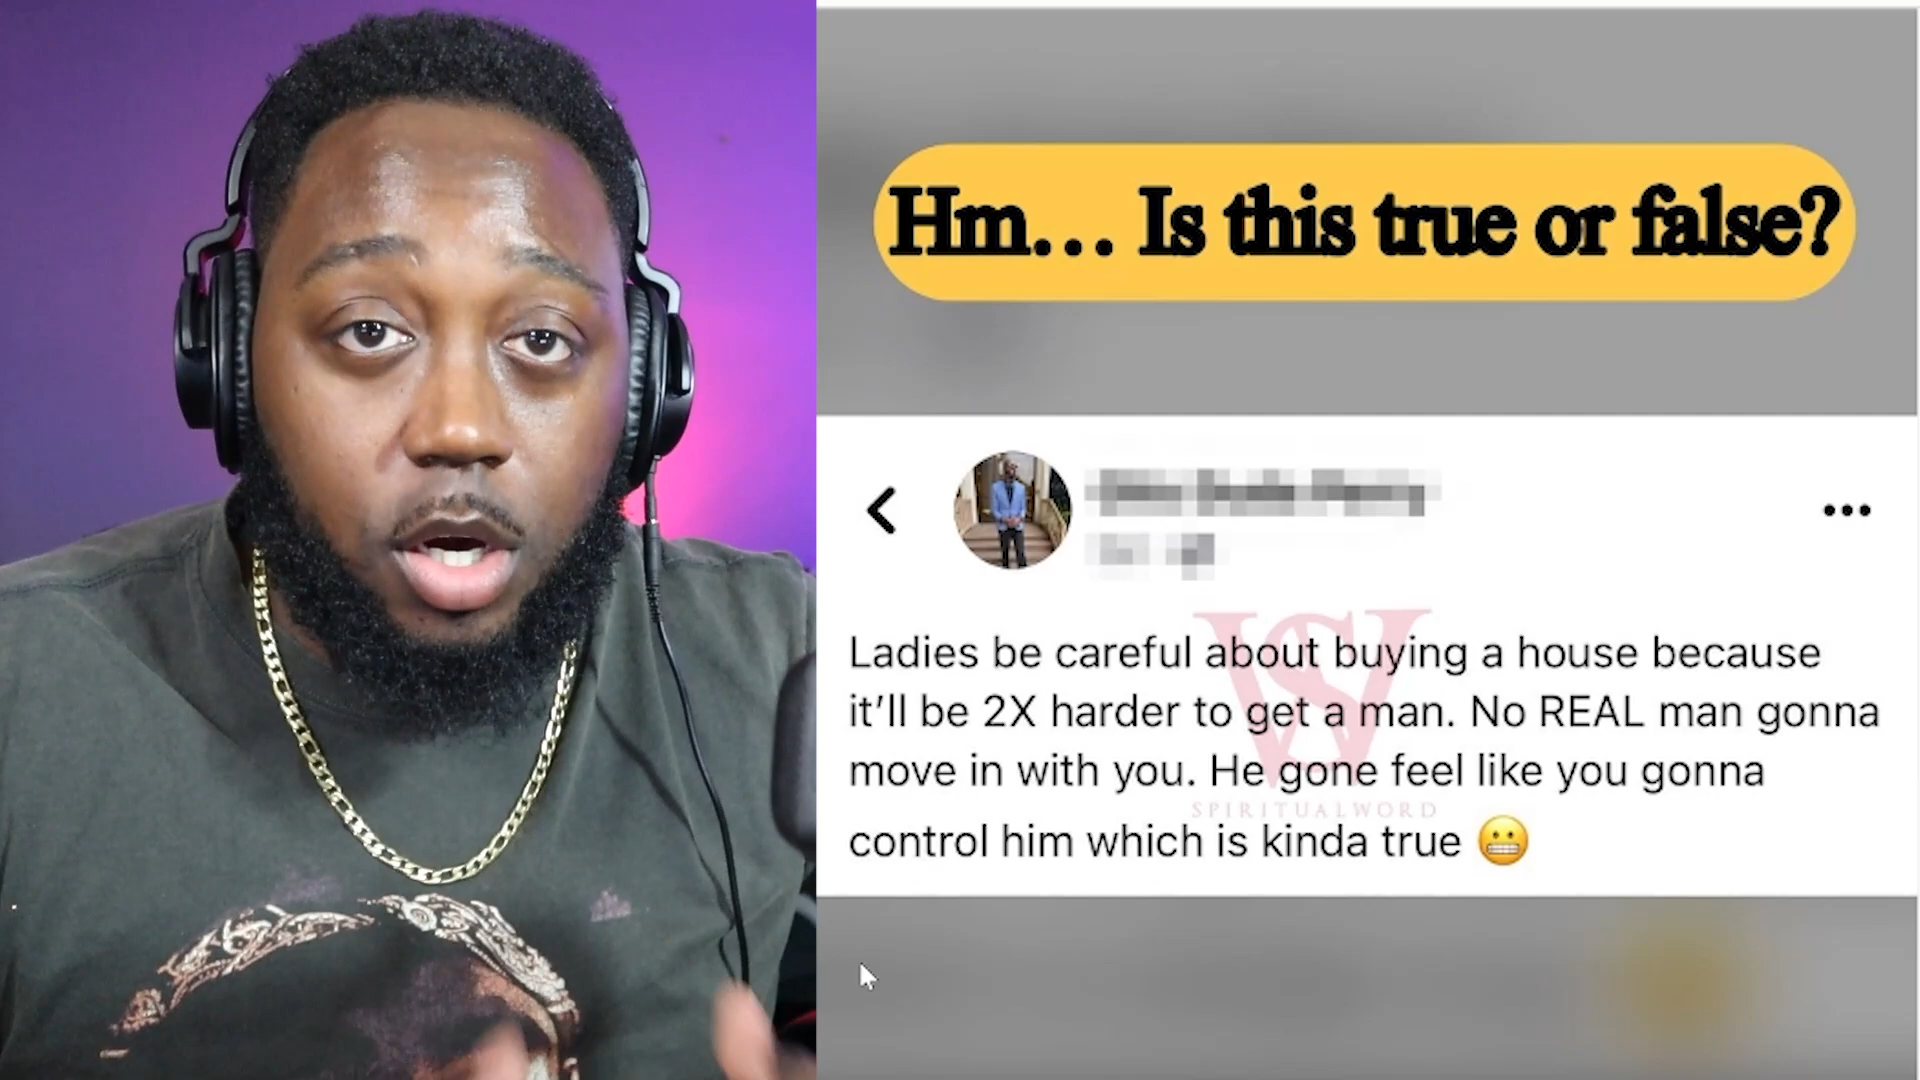 Hm... Is this true or false?
Ladies be careful about buying a house because
it’ll be 2X harder to get a man. No REAL man gonna
move in with you. He gone feel like you gonna
control him which is kinda true 😬
SW
SPIRITUALWORD